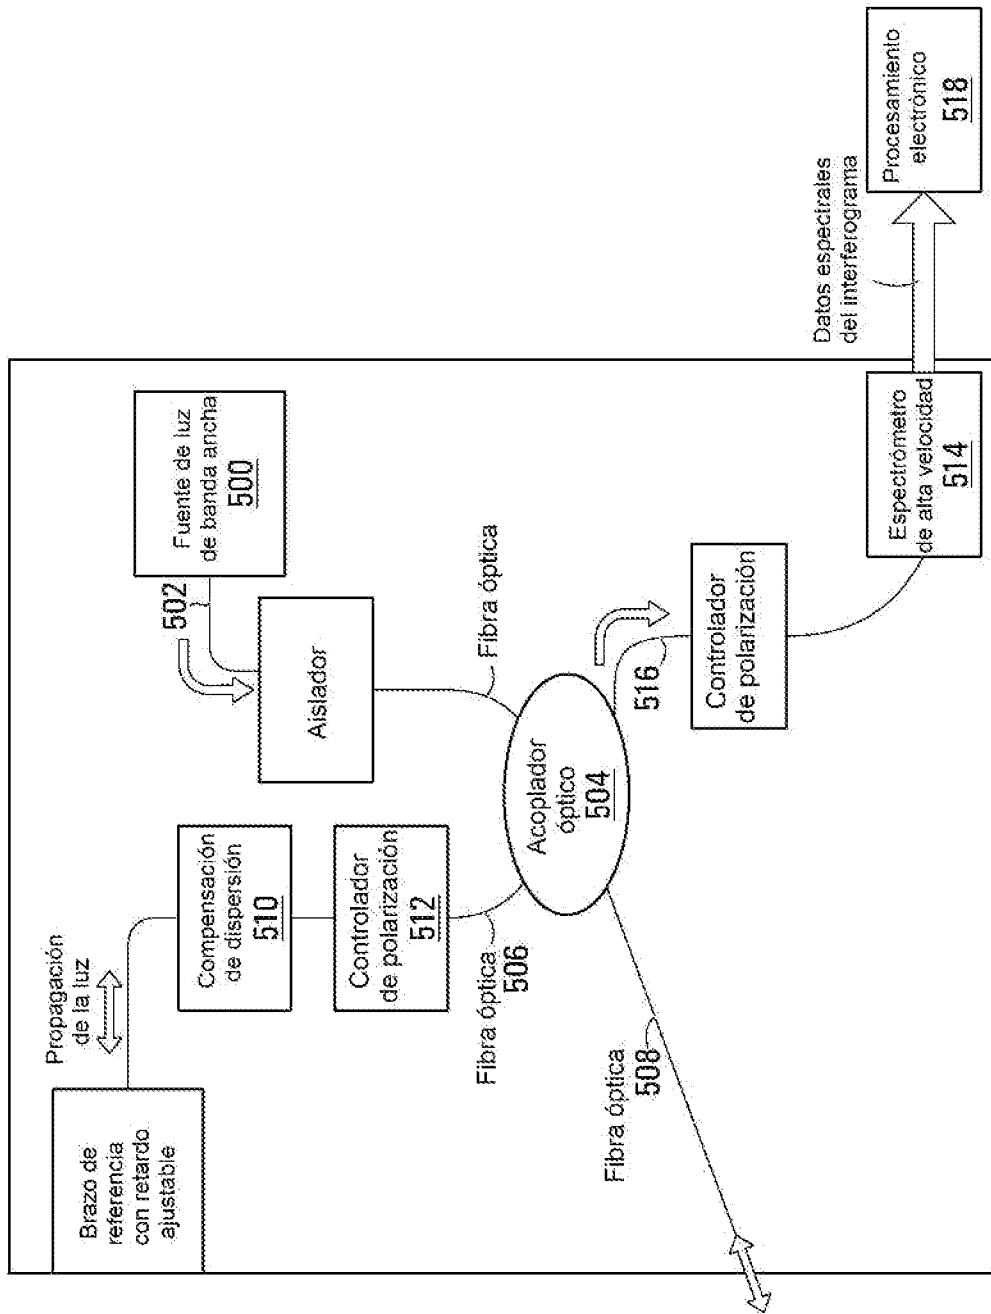 Brazo de
referencia
con retardo
ajustable
Propagación
de la luz
Compensación
de dispersión
510
Controlador
de polarización
512
Fibra óptica
506
Fuente de luz
de banda ancha
500
502
Aislador
Fibra óptica
Acoplador
óptico
504
Fibra óptica
508
516
Controlador
de polarización
Espectrómetro
de alta velocidad
514
Datos espectrales
del interferograma
Procesamiento
electrónico
518